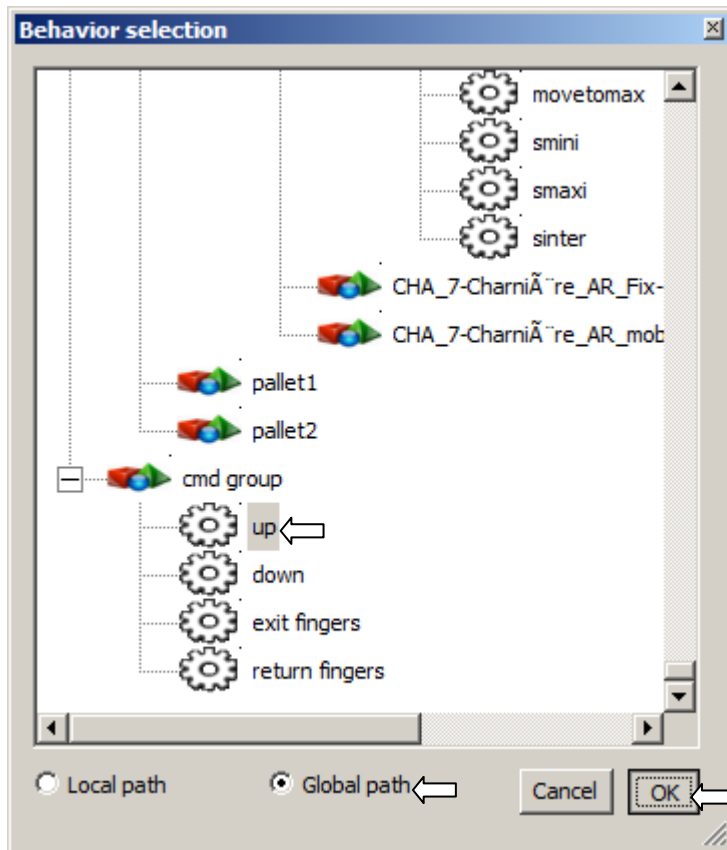 Behavior selection
movetomax
smini
smaxi
sinter
CHA_7-CharniÃ¨re_AR_Fix-
CHA_7-CharniÃ¨re_AR_mob
pallet1
pallet2
cmd group
up
down
exit fingers
return fingers
Local path
Global path
Cancel
OK